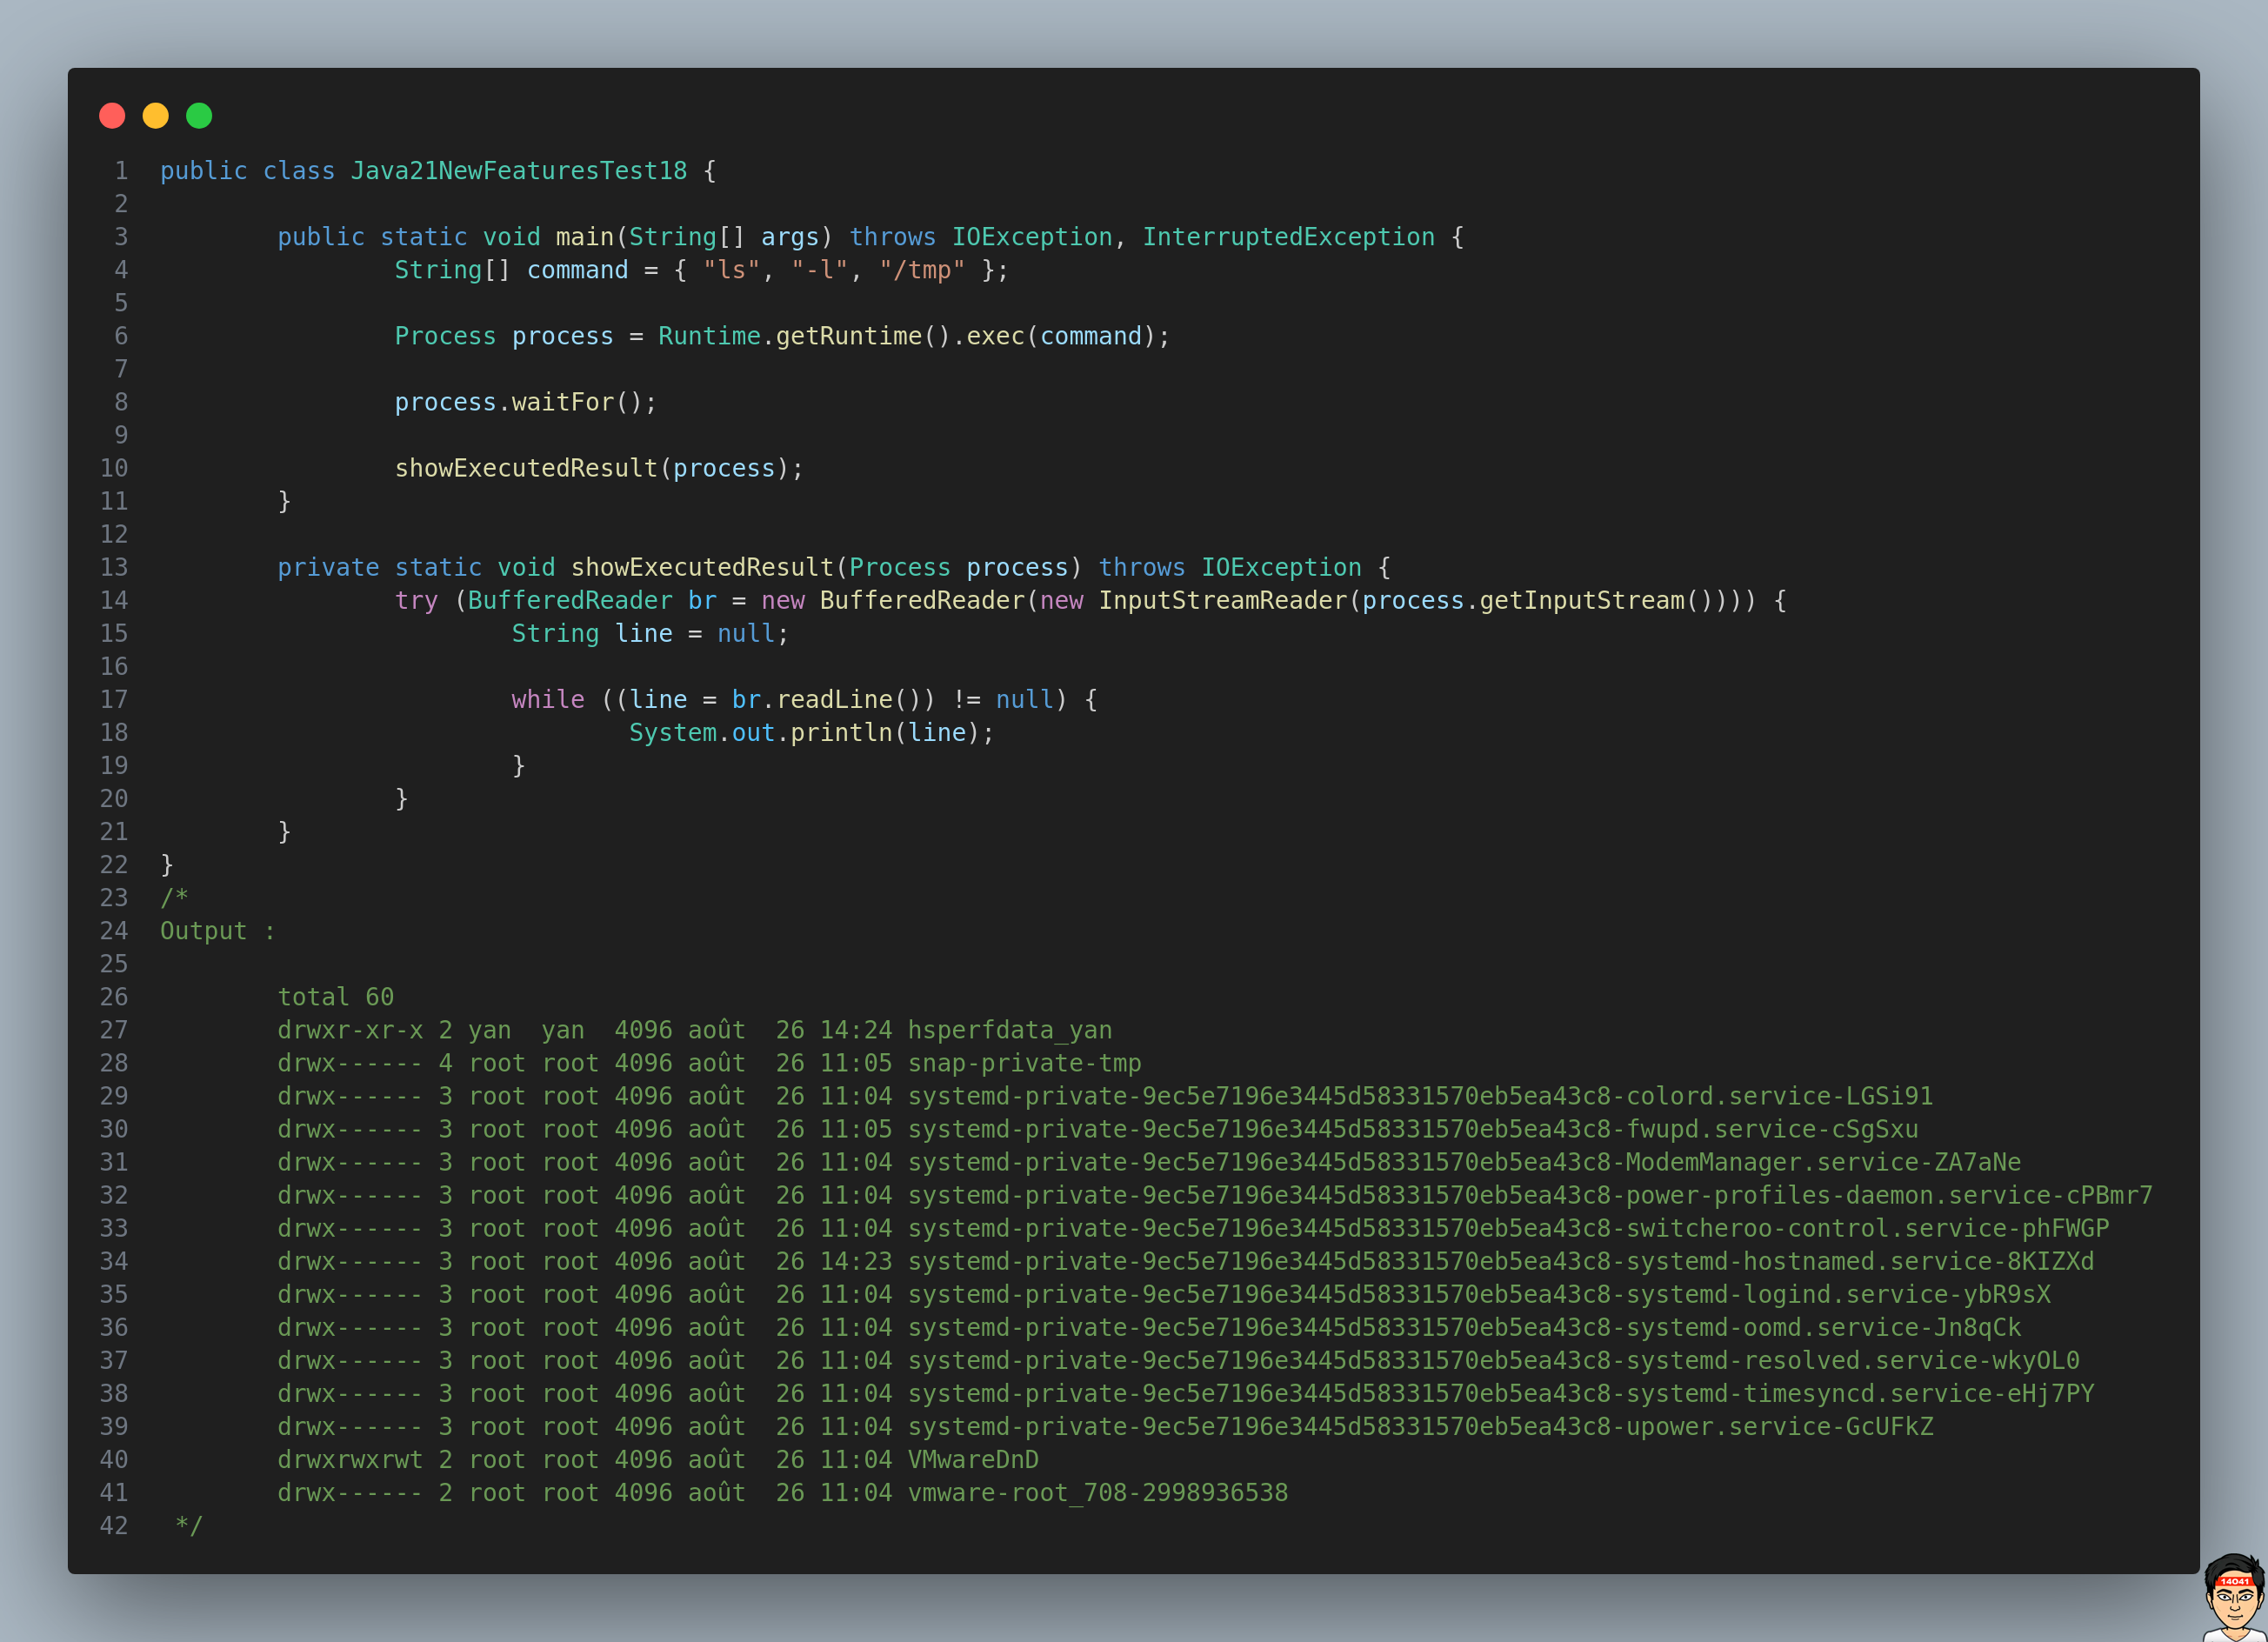 1 public class Java21NewFeaturesTest18 {
2
3 public static void main(String[] args) throws IOException, InterruptedException {
4 String[] command = { "ls", "-l", "/tmp" };
5
6 Process process = Runtime.getRuntime().exec(command);
7
8 process.waitFor();
9
10 showExecutedResult(process);
11 }
12
13 private static void showExecutedResult(Process process) throws IOException {
14 try (BufferedReader br = new BufferedReader(new InputStreamReader(process.getInputStream()))) {
15 String line = null;
16
17 while ((line = br.readLine()) != null) {
18 System.out.println(line);
19 }
20 }
21 }
22 }
23 /*
24 Output :
25
26 total 60
27 drwxr-xr-x 2 yan  yan  4096 août  26 14:24 hsperfdata_yan
28 drwx------ 4 root root 4096 août  26 11:05 snap-private-tmp
29 drwx------ 3 root root 4096 août  26 11:04 systemd-private-9ec5e7196e3445d58331570eb5ea43c8-colord.service-LGSi91
30 drwx------ 3 root root 4096 août  26 11:05 systemd-private-9ec5e7196e3445d58331570eb5ea43c8-fwupd.service-cSgSxu
31 drwx------ 3 root root 4096 août  26 11:04 systemd-private-9ec5e7196e3445d58331570eb5ea43c8-ModemManager.service-ZA7aNe
32 drwx------ 3 root root 4096 août  26 11:04 systemd-private-9ec5e7196e3445d58331570eb5ea43c8-power-profiles-daemon.service-cPBmr7
33 drwx------ 3 root root 4096 août  26 11:04 systemd-private-9ec5e7196e3445d58331570eb5ea43c8-switcheroo-control.service-phFWGP
34 drwx------ 3 root root 4096 août  26 14:23 systemd-private-9ec5e7196e3445d58331570eb5ea43c8-systemd-hostnamed.service-8KIZXd
35 drwx------ 3 root root 4096 août  26 11:04 systemd-private-9ec5e7196e3445d58331570eb5ea43c8-systemd-logind.service-ybR9sX
36 drwx------ 3 root root 4096 août  26 11:04 systemd-private-9ec5e7196e3445d58331570eb5ea43c8-systemd-oomd.service-Jn8qCk
37 drwx------ 3 root root 4096 août  26 11:04 systemd-private-9ec5e7196e3445d58331570eb5ea43c8-systemd-resolved.service-wkyOL0
38 drwx------ 3 root root 4096 août  26 11:04 systemd-private-9ec5e7196e3445d58331570eb5ea43c8-systemd-timesyncd.service-eHj7PY
39 drwx------ 3 root root 4096 août  26 11:04 systemd-private-9ec5e7196e3445d58331570eb5ea43c8-upower.service-GcUFkZ
40 drwxrwxrwt 2 root root 4096 août  26 11:04 VMwareDnD
41 drwx------ 2 root root 4096 août  26 11:04 vmware-root_708-2998936538
42 */
14041